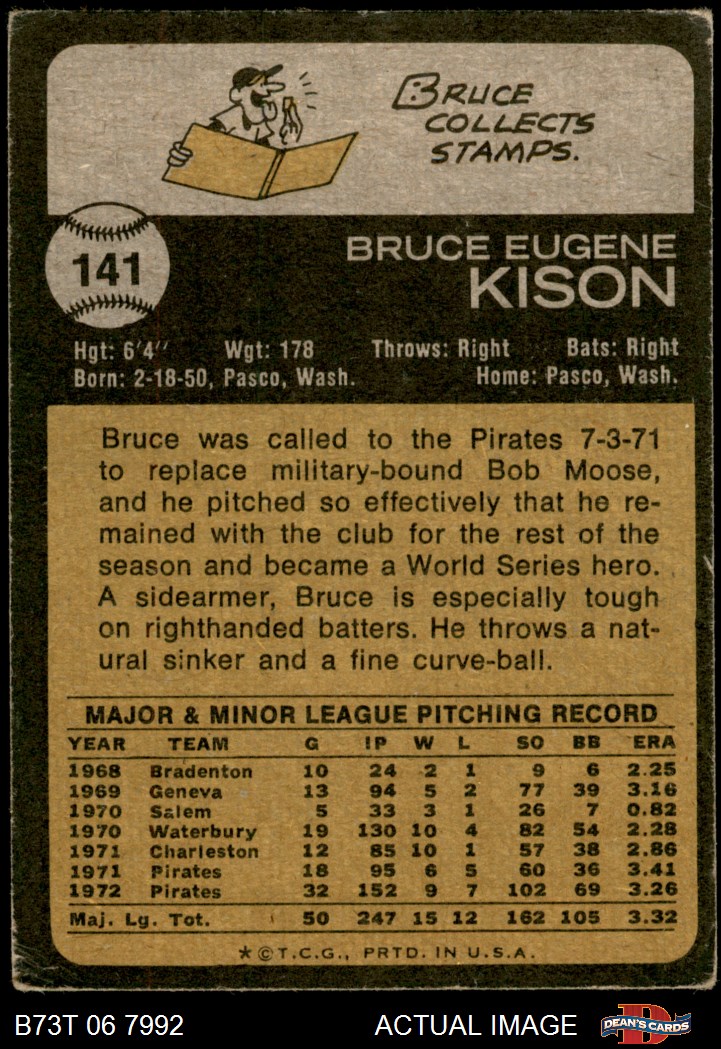 BRUCE
COLLECTS
STAMPS.
141
BRUCE EUGENE
KISON
Hgt: 6'4" Wgt: 178 Throws: Right Bats: Right
Born: 2-18-50, Pasco, Wash. Home: Pasco, Wash.
Bruce was called to the Pirates 7-3-71
to replace military-bound Bob Moose,
and he pitched so effectively that he re-
mained with the club for the rest of the
season and became a World Series hero.
A sidearmer, Bruce is especially tough
on righthanded batters. He throws a nat-
ural sinker and a fine curve-ball.
MAJOR & MINOR LEAGUE PITCHING RECORD
YEAR TEAM G IP W L SO BB ERA
1968 Bradenton 10 24 2 1 9 6 2.25
1969 Geneva 13 94 5 2 77 39 3.16
1970 Salem 5 33 3 1 26 7 0.82
1970 Waterbury 19 130 10 4 82 54 2.28
1971 Charleston 12 85 10 1 57 38 2.86
1971 Pirates 18 95 6 5 60 36 3.41
1972 Pirates 32 152 9 7 102 69 3.26
Maj. Lg. Tot. 50 247 15 12 162 105 3.32
*©T.C.G., PRTD. IN U.S.A.
B73T 06 7992 ACTUAL IMAGE D DEAN'S CARDS